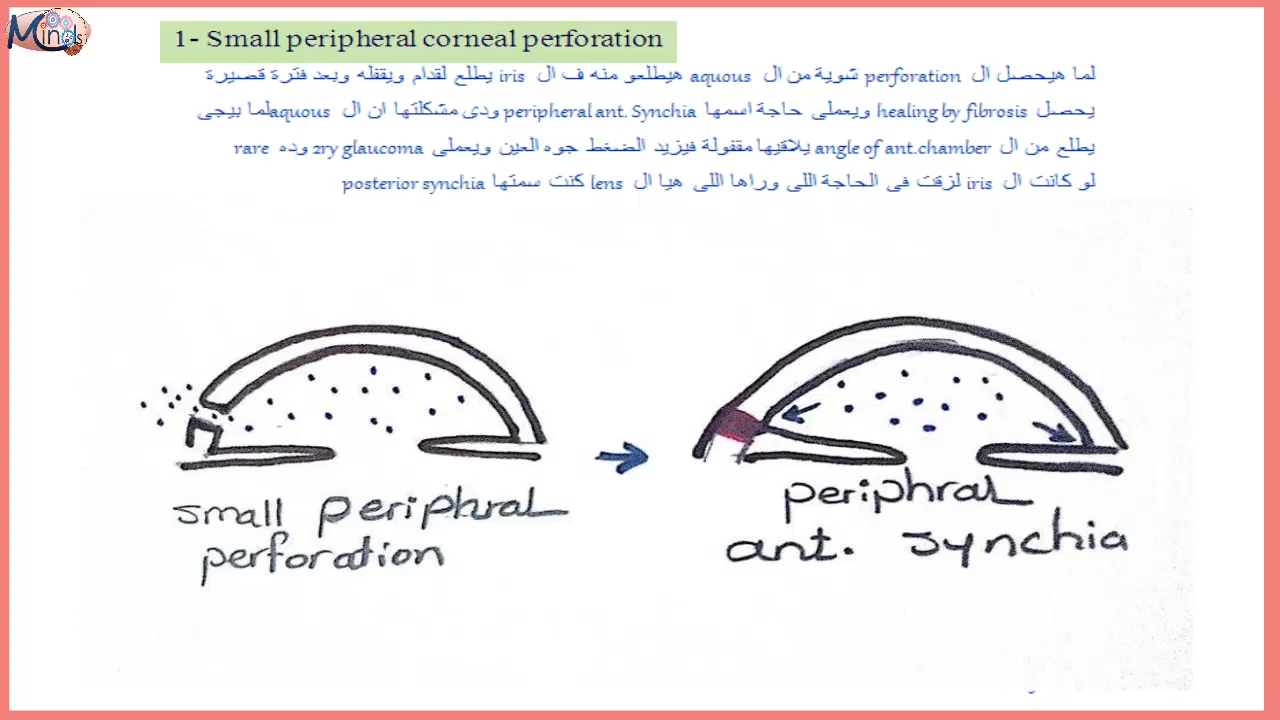 Minds
1- Small peripheral corneal perforation
لما هيحصل ال perforation شوية من ال aquous هيطلعو منه ف ال iris يطلع لقدام ويقفله وبعد فترة قصيرة
يحصل healing by fibrosis ويعملى حاجة اسمها peripheral ant. Synchia ودى مشكلتها ان ال aquousلما بيجى
يطلع من ال angle of ant.chamber يلاقيها مقفولة فيزيد الضغط جوه العين ويعملى 2ry glaucoma وده rare
لو كانت ال iris لزقت فى الحاجة اللى وراها اللى هيا ال lens كنت سمتها posterior synchia
small periphral
perforation
periphral
ant. synchia